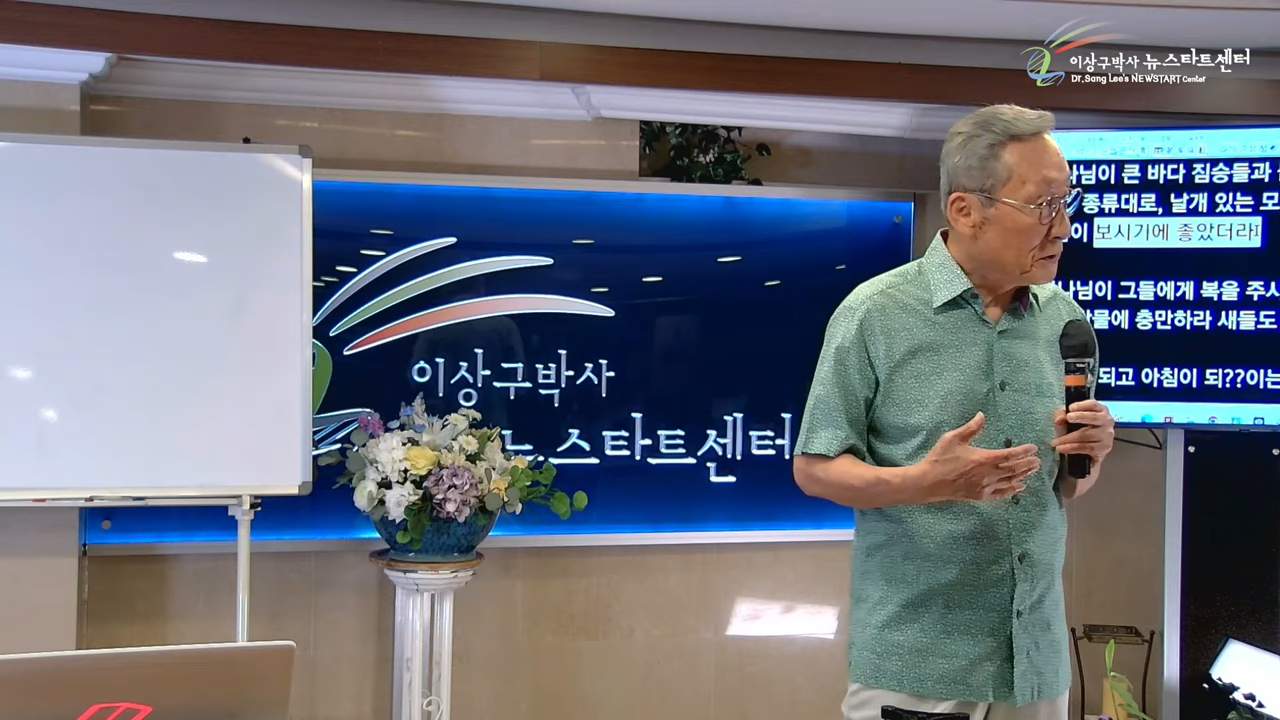 이상구박사 뉴스타트센터
Dr. Sang Lee's NEWSTART Center
이상구박사
뉴스타트센터
나님이 큰 바다 짐승들과
종류대로, 날개 있는 모
이 보시기에 좋았더라
나님이 그들에게 복을 주시
물에 충만하라 새들도
되고 아침이 되??이는